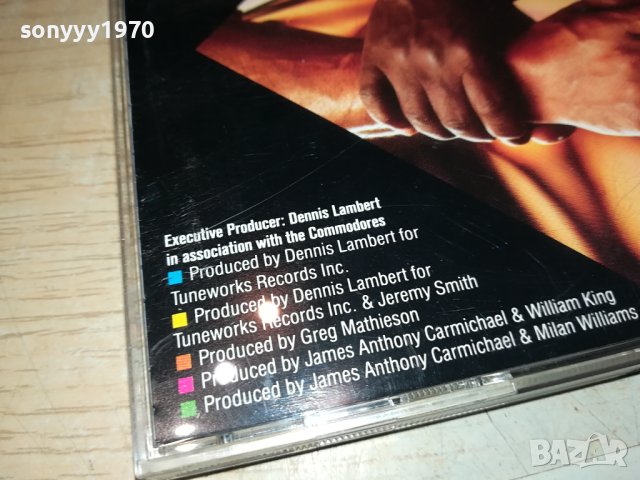 sonyyy1970
Executive Producer: Dennis Lambert
in association with the Commodores
Produced by Dennis Lambert for
Tuneworks Records Inc.
Produced by Dennis Lambert for
Tuneworks Records Inc. & Jeremy Smith
Produced by Greg Mathieson
Produced by James Anthony Carmichael & William King
Produced by James Anthony Carmichael & Milan Williams
BAZAR